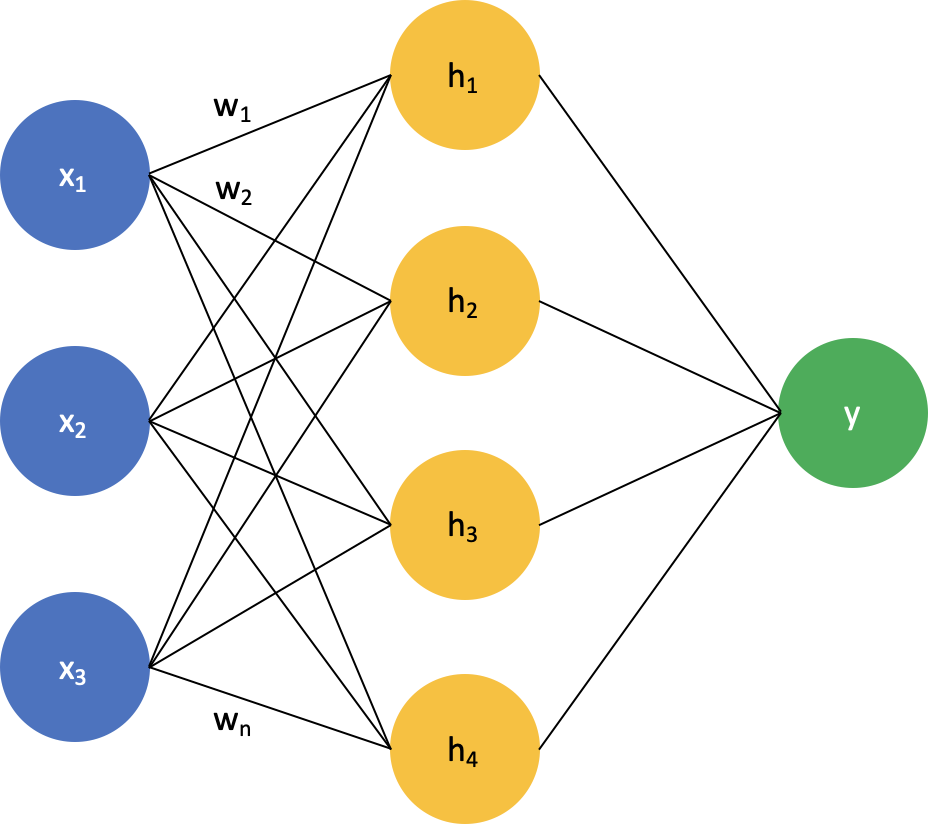 h₁
w₁
x₁
w₂
h₂
y
x₂
h₃
x₃
wₙ
h₄